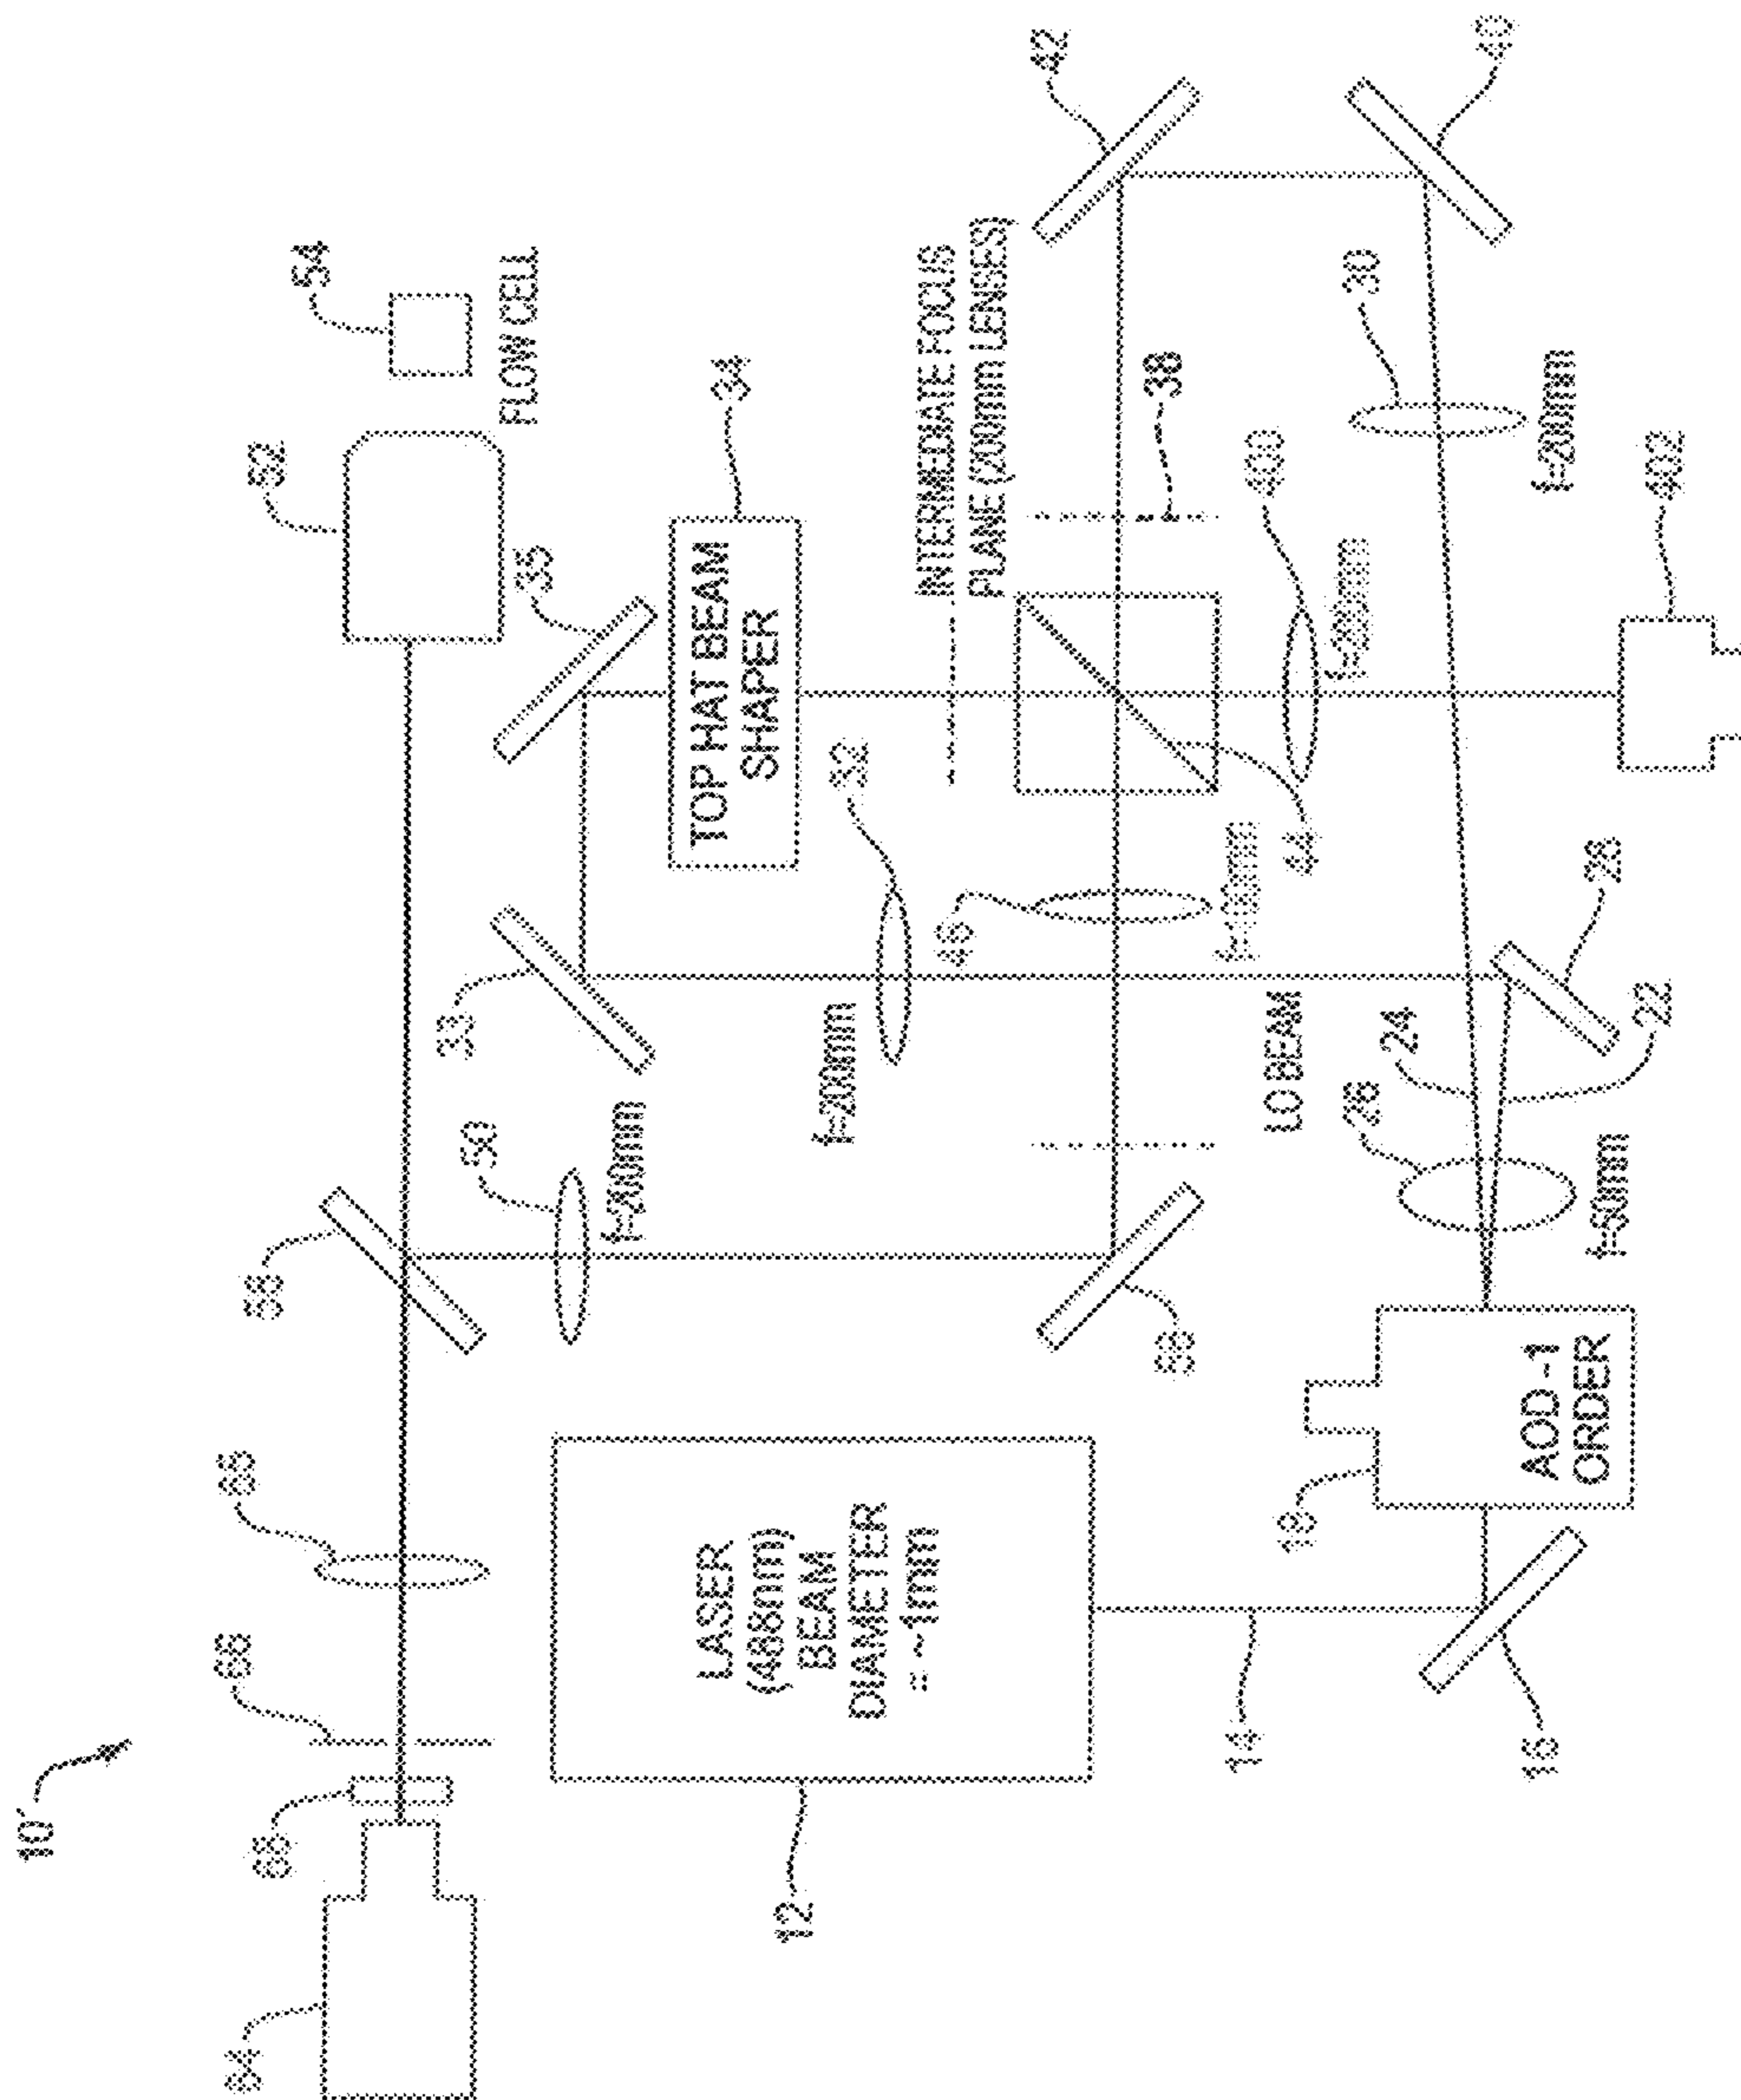 10'
64
68
66
65
56
52
54
FLOW CELL
33
50
f=200mm
35
34
TOP HAT BEAM
SHAPER
32
f=200mm
LASER
(488nm)
BEAM
DIAMETER
= ~1mm
12
INTERMEDIATE FOCUS
PLANE (200mm LENSES)
46
42
38
58
44
400
f=200mm
LO BEAM
14
18
AOD -1
ORDER
26
24
22
28
f=50mm
30
f=200mm
40
16
402